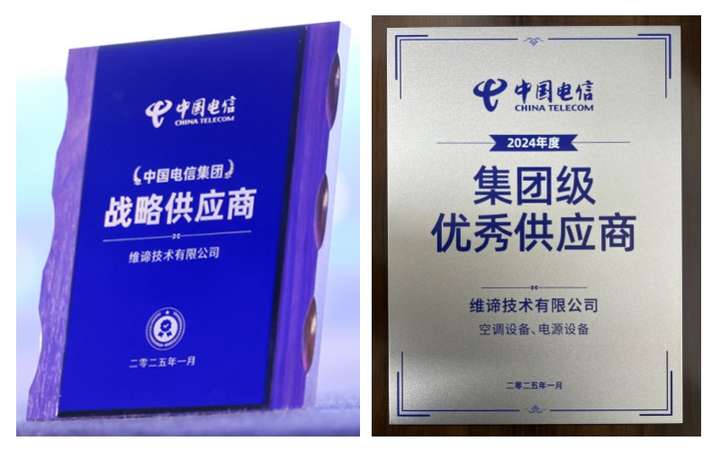 中国电信
CHINA TELECOM
中国电信集团
战略供应商
维谛技术有限公司
二零二五年一月
中国电信
CHINA TELECOM
2024年度
集团级
优秀供应商
维谛技术有限公司
空调设备、电源设备
二零二五年一月